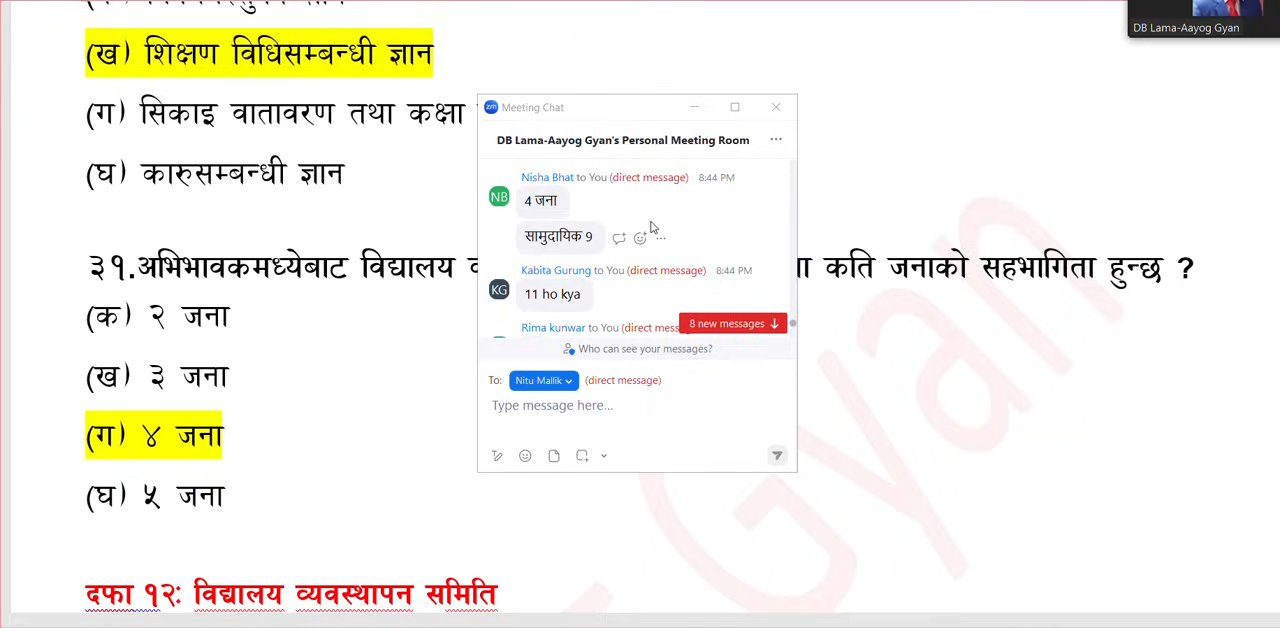 DB Lama-Aayog Gyan
(ख) शिक्षण विधिसम्बन्धी ज्ञान
(ग) सिकाइ वातावरण तथा कक्षा
(घ) कारुसम्बन्धी ज्ञान
Meeting Chat
DB Lama-Aayog Gyan's Personal Meeting Room
Nisha Bhat to You (direct message) 8:44 PM
NB
4 जना
सामुदायिक 9
Kabita Gurung to You (direct message) 8:44 PM
KG
11 ho kya
Rima kunwar to You (direct
8 new messages
Who can see your messages?
To: Nitu Mallik (direct message)
Type message here...
३१.अभिभावकमध्येबाट विद्यालय कति जनाको सहभागिता हुन्छ ?
(क) २ जना
(ख) ३ जना
(ग) ४ जना
(घ) ५ जना
दफा १२: विद्यालय व्यवस्थापन समिति
Gyan